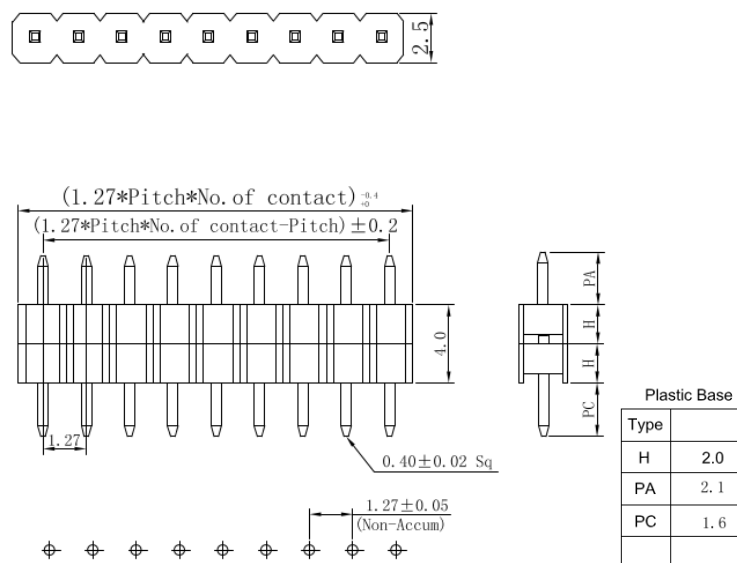 2.5
(1.27*Pitch*No.of contact) -0.4
+0
(1.27*Pitch*No.of contact-Pitch)±0.2
PA
H
4.0
H
PC
1.27
0.40±0.02 Sq
1.27±0.05
(Non-Accum)
Plastic Base
Type
H 2.0
PA 2.1
PC 1.6